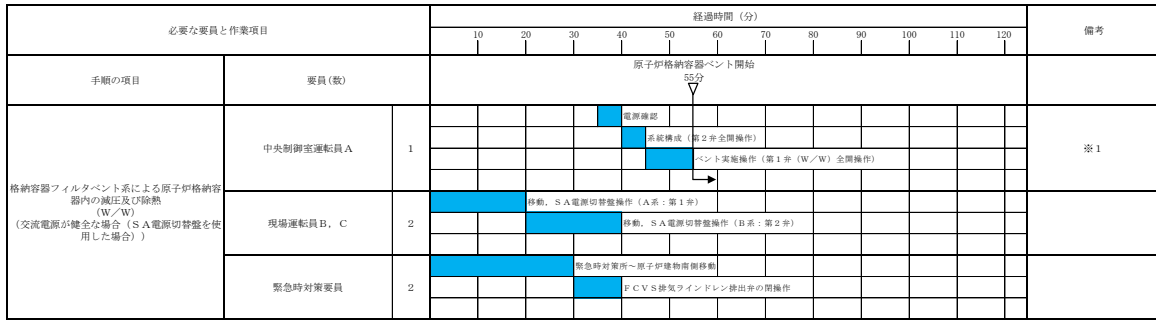 必要な要員と作業項目
経過時間（分）
備考
10 20 30 40 50 60 70 80 90 100 110 120
手順の項目
要員(数)
原子炉格納容器ベント開始
55分
格納容器フィルタベント系による原子炉格納容
器内の減圧及び除熱
（W／W）
（交流電源が健全な場合（ＳＡ電源切替盤を使
用した場合））
中央制御室運転員Ａ
1
電源確認
系統構成（第２弁全開操作）
ベント実施操作（第１弁（Ｗ／Ｗ）全開操作）
※１
現場運転員Ｂ，Ｃ
2
移動，ＳＡ電源切替盤操作（Ａ系：第１弁）
移動，ＳＡ電源切替盤操作（Ｂ系：第２弁）
緊急時対策要員
2
緊急時対策所～原子炉建物南側移動
ＦＣＶＳ排気ラインドレン排出弁の閉操作